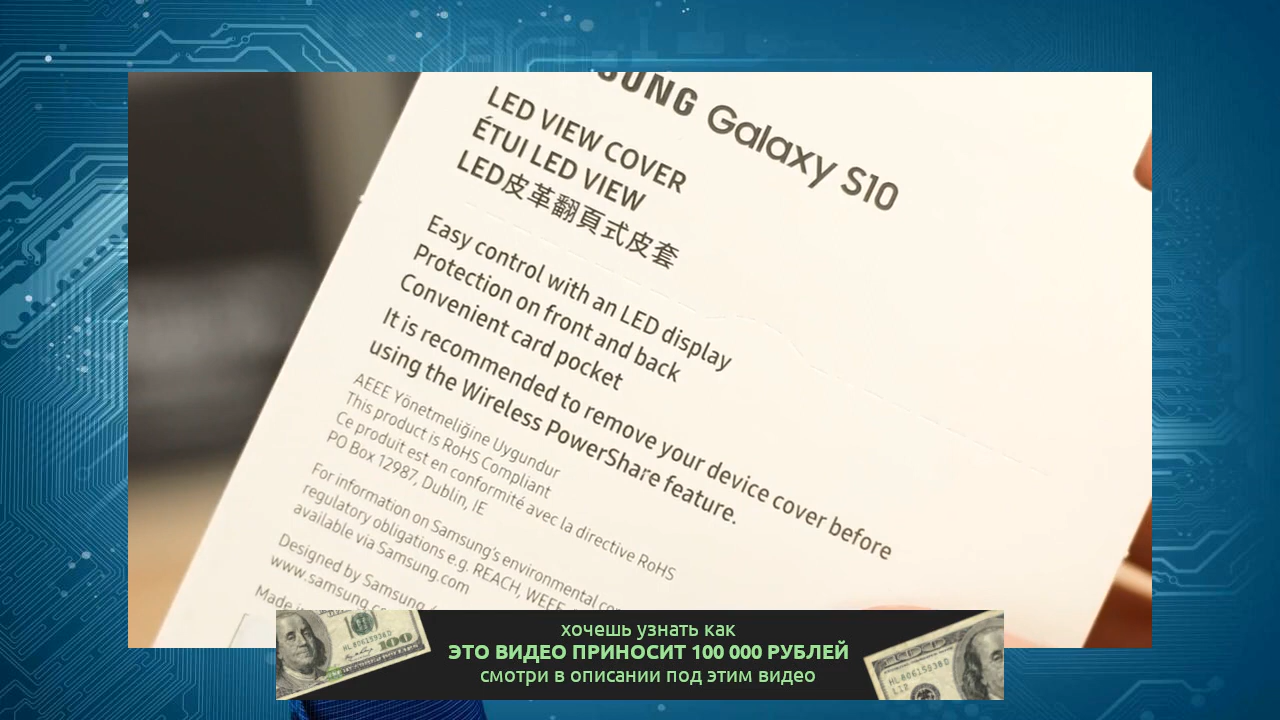 Galaxy S10
LED VIEW COVER
ÉTUI LED VIEW
LED皮革翻頁式皮套
Easy control with an LED display
Protection on front and back
Convenient card pocket
It is recommended to remove your device cover before
using the Wireless PowerShare feature.
AEEE Yönetmeliğine Uygundur
This product is RoHS Compliant
Ce produit est en conformité avec la directive RoHS
PO Box 12987, Dublin, IE
For information on Samsung's environmental
regulatory obligations e.g. REACH, WEEE
available via Samsung.com
Designed by Samsung
www.samsung
Made
хочешь узнать как
ЭТО ВИДЕО ПРИНОСИТ 100 000 РУБЛЕЙ
смотри в описании под этим видео